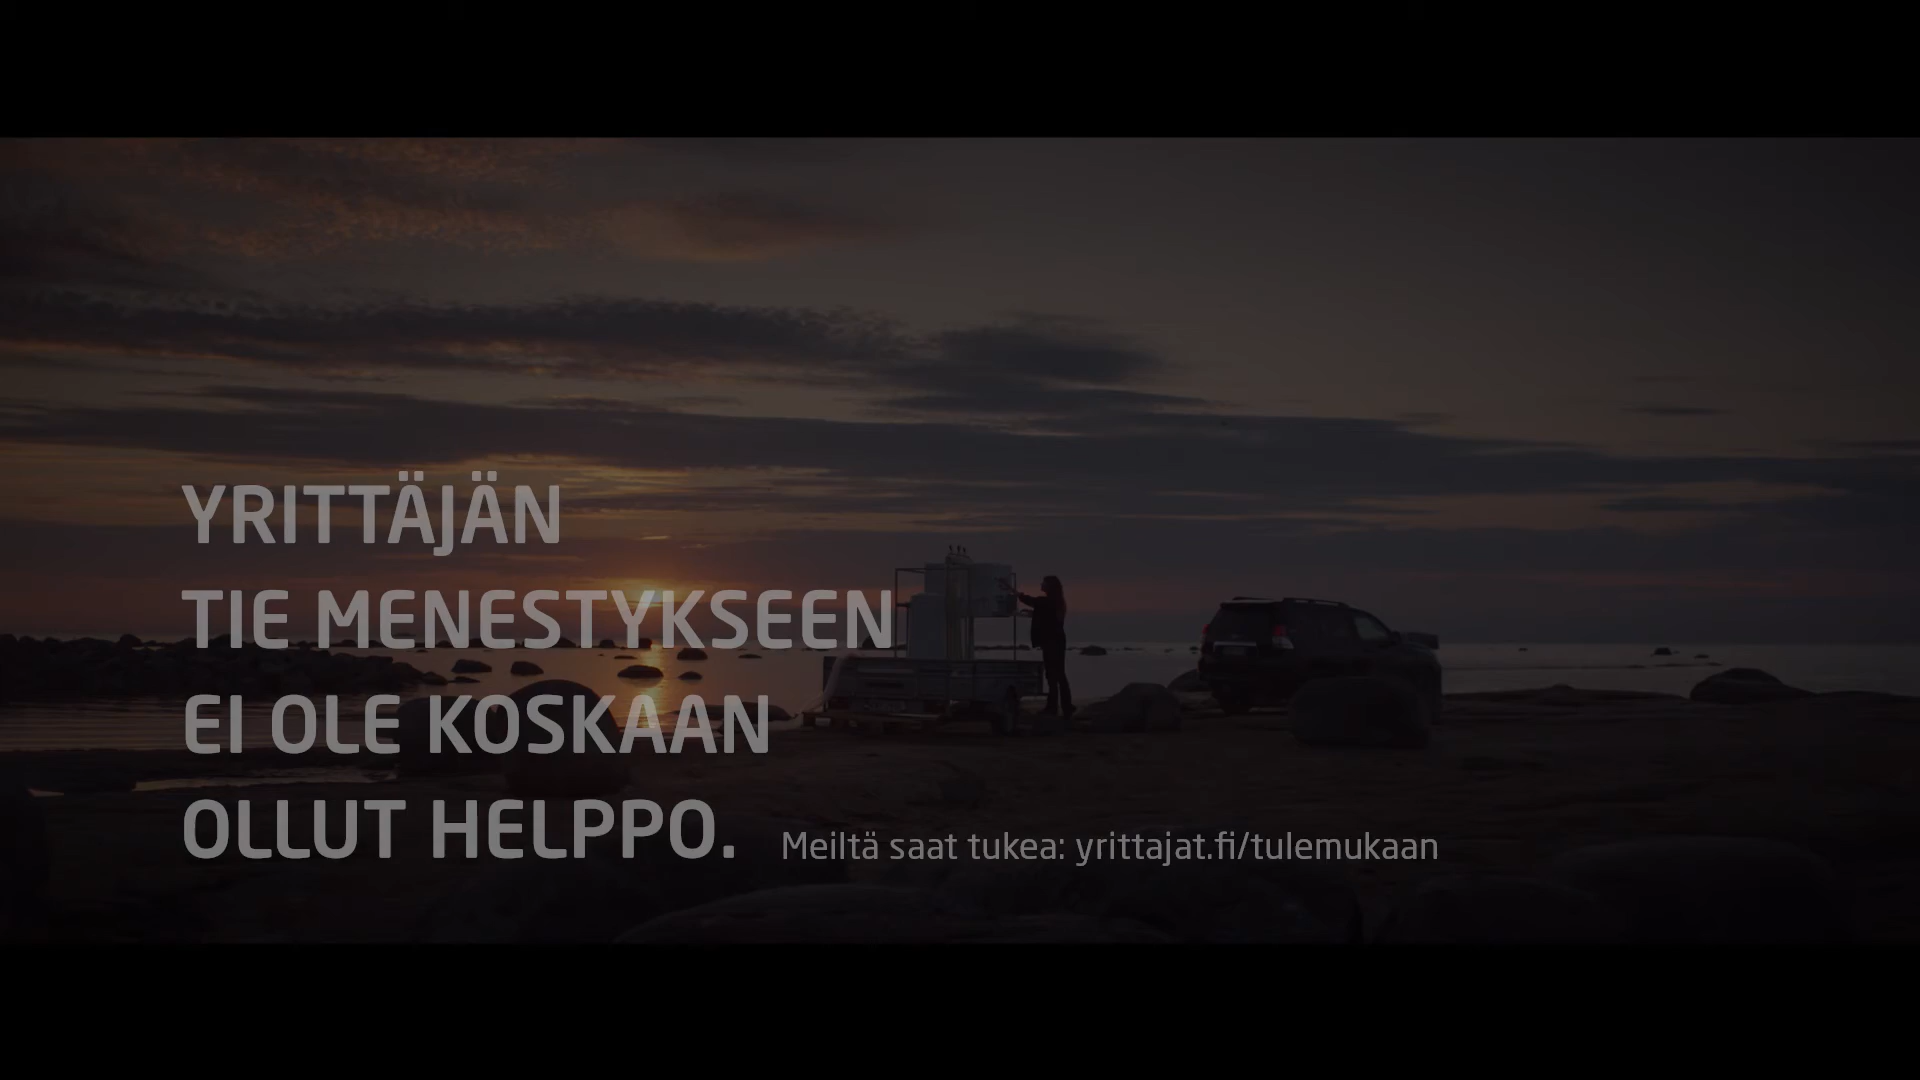 YRITTÄJÄN
TIE MENESTYKSEEN
EI OLE KOSKAAN
OLLUT HELPPO.
Meiltä saat tukea: yrittajat.fi/tulemukaan